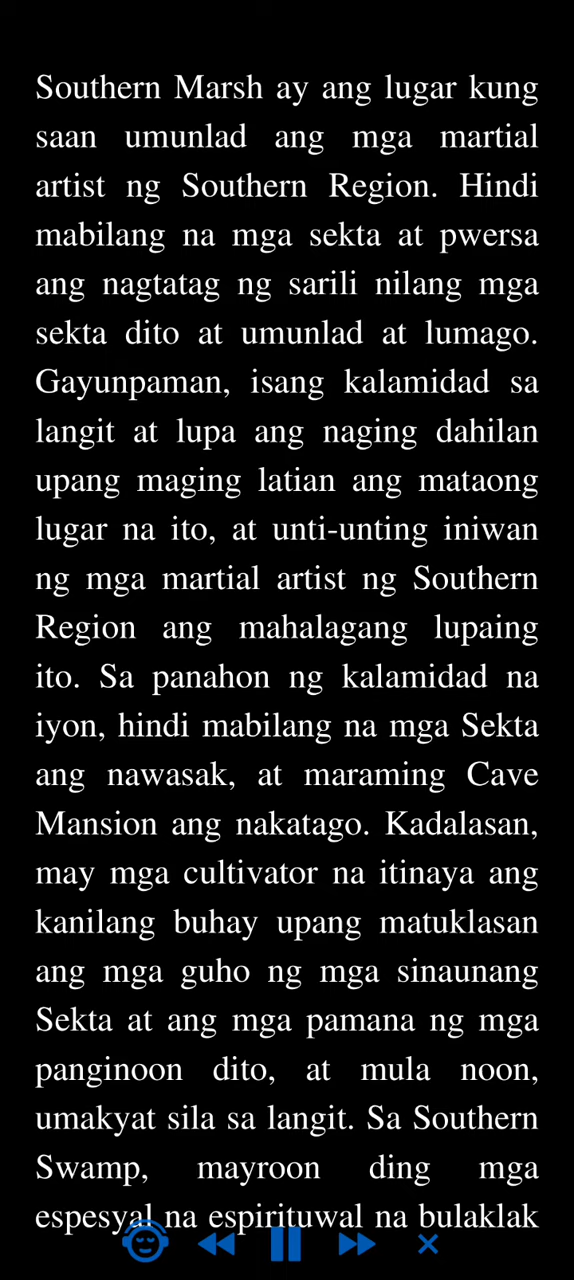 Southern Marsh ay ang lugar kung
saan umunlad ang mga martial
artist ng Southern Region. Hindi
mabilang na mga sekta at pwersa
ang nagtatag ng sarili nilang mga
sekta dito at umunlad at lumago.
Gayunpaman, isang kalamidad sa
langit at lupa ang naging dahilan
upang maging latian ang mataong
lugar na ito, at unti-unting iniwan
ng mga martial artist ng Southern
Region ang mahalagang lupaing
ito. Sa panahon ng kalamidad na
iyon, hindi mabilang na mga Sekta
ang nawasak, at maraming Cave
Mansion ang nakatago. Kadalasan,
may mga cultivator na itinaya ang
kanilang buhay upang matuklasan
ang mga guho ng mga sinaunang
Sekta at ang mga pamana ng mga
panginoon dito, at mula noon,
umakyat sila sa langit. Sa Southern
Swamp, mayroon ding mga
espesyal na espirituwal na bulaklak